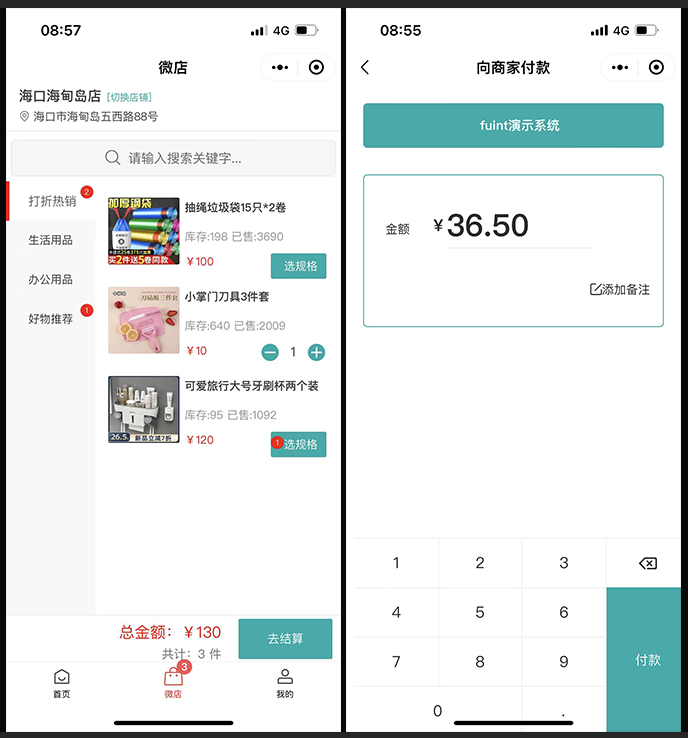 08:57
4G
微店
海口海甸岛店 [切换店铺]
海口市海甸岛五西路88号
请输入搜索关键字...
打折热销
2
生活用品
办公用品
好物推荐
1
加厚钢袋
买2件送5卷同款
抽绳垃圾袋15只*2卷
库存:198 已售:3690
￥100
选规格
刀砧板三件套
小掌门刀具3件套
库存:640 已售:2009
￥10
1
26.5
新品立减7折
可爱旅行大号牙刷杯两个装
库存:95 已售:1092
￥120
1
选规格
总金额：￥130
共计：3 件
去结算
首页
3
微店
我的
08:55
4G
向商家付款
fuint演示系统
金额
￥36.50
添加备注
1
2
3
4
5
6
7
8
9
付款
0
.